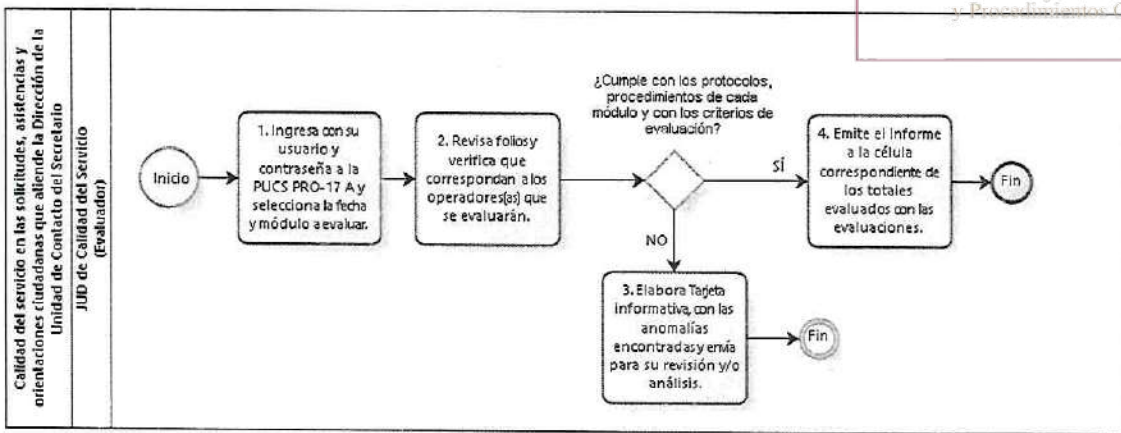 y Procedimientos
Calidad del servicio en las solicitudes, asistencias y
orientaciones ciudadanas que atiende la Dirección de la
Unidad de Contacto del Secretario
JUD de Calidad del Servicio
(Evaluador)
Inicio
1. Ingresa con su
usuario y
contraseña a la
PUCS PRO-17 A y
selecciona la fecha
y módulo a evaluar.
2. Revisa folios y
verifica que
correspondan a los
operadores(as) que
se evaluarán.
¿Cumple con los protocolos,
procedimientos de cada
módulo y con los criterios de
evaluación?
SÍ
4. Emite el informe
a la célula
correspondiente de
los totales
evaluados con las
evaluaciones.
Fin
NO
3. Elabora Tarjeta
informativa, con las
anomalías
encontradas y envía
para su revisión y/o
análisis.
Fin